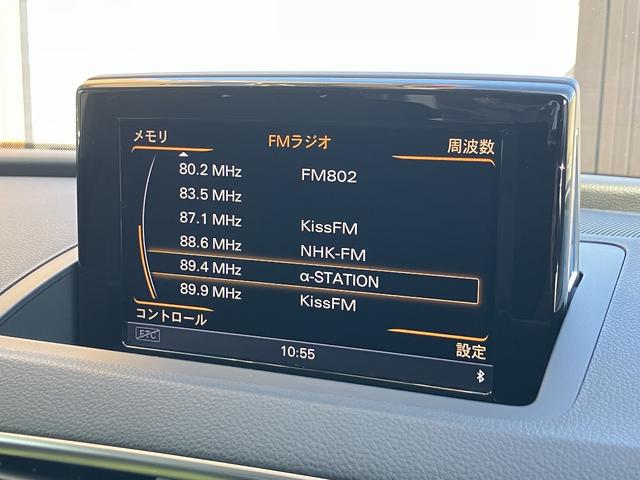 メモリ
FMラジオ
周波数
80.2 MHz FM802
83.5 MHz
87.1 MHz KissFM
88.6 MHz NHK-FM
89.4 MHz α-STATION
89.9 MHz KissFM
コントロール
設定
ETC
10:55